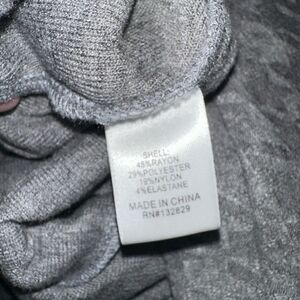 SHELL:
48%RAYON
29%POLYESTER
19%NYLON
4%ELASTANE
MADE IN CHINA
RN#132829